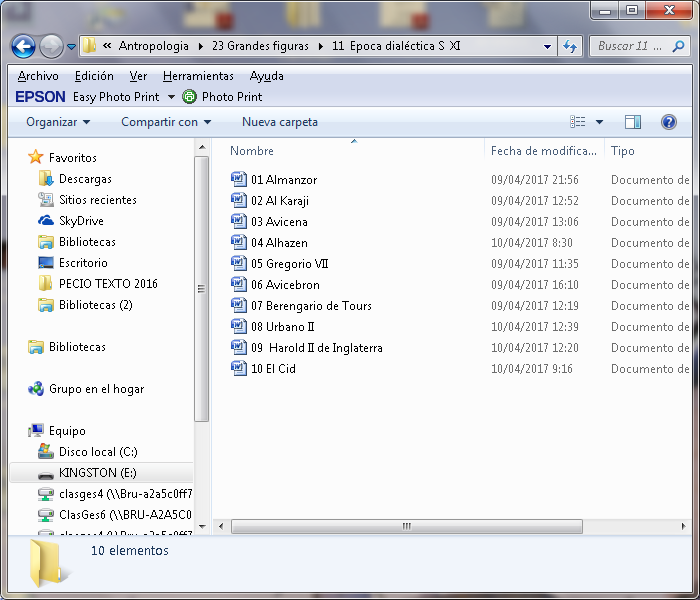 « Antropologia ▸ 23 Grandes figuras ▸ 11 Epoca dialéctica S XI
Buscar 11 ...
Archivo Edición Ver Herramientas Ayuda
EPSON Easy Photo Print Photo Print
Organizar Compartir con Nueva carpeta
Nombre Fecha de modifica... Tipo
Favoritos
Descargas
Sitios recientes
SkyDrive
Bibliotecas
Escritorio
PECIO TEXTO 2016
Bibliotecas (2)
Bibliotecas
Grupo en el hogar
Equipo
Disco local (C:)
KINGSTON (E:)
clasges4 (\\Bru-a2a5c0ff7
ClasGes6 (\\BRU-A2A5C0
clasges4 (\\Bru-a2a5c0ff7
01 Almanzor 09/04/2017 21:56 Documento de
02 Al Karaji 09/04/2017 12:52 Documento de
03 Avicena 09/04/2017 13:06 Documento de
04 Alhazen 10/04/2017 8:30 Documento de
05 Gregorio VII 09/04/2017 11:35 Documento de
06 Avicebron 09/04/2017 16:10 Documento de
07 Berengario de Tours 09/04/2017 12:19 Documento de
08 Urbano II 10/04/2017 12:39 Documento de
09 Harold II de Inglaterra 10/04/2017 12:20 Documento de
10 El Cid 10/04/2017 9:16 Documento de
10 elementos